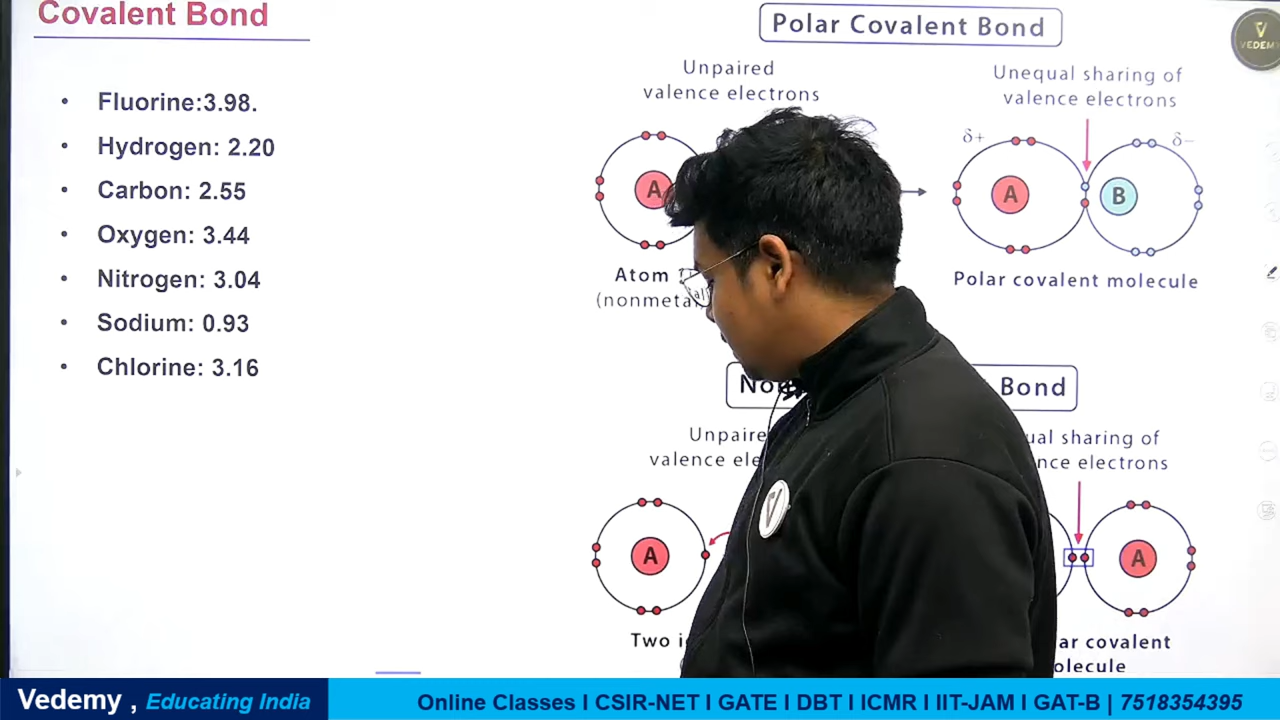 Covalent Bond
• Fluorine:3.98.
• Hydrogen: 2.20
• Carbon: 2.55
• Oxygen: 3.44
• Nitrogen: 3.04
• Sodium: 0.93
• Chlorine: 3.16
Polar Covalent Bond
Unpaired
valence electrons
Unequal sharing of
valence electrons
δ+
δ−
A
A
B
Atom
(nonmetal)
Polar covalent molecule
Bond
Unpaire
valence ele
ual sharing of
nce electrons
A
A
Two i
ar covalent
olecule
V
VEDEMY
V
Vedemy , Educating India
Online Classes I CSIR-NET I GATE I DBT I ICMR I IIT-JAM I GAT-B | 7518354395